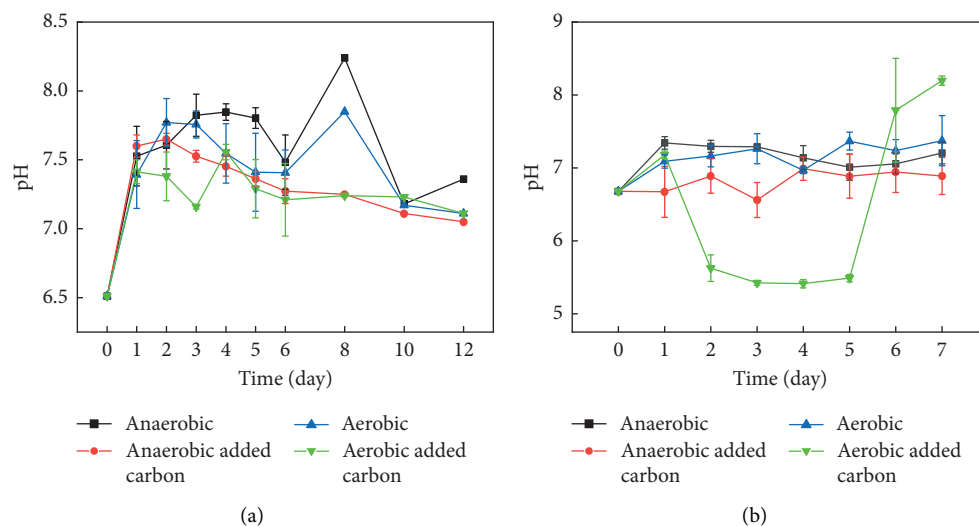 8.5
8.0
7.5
7.0
6.5
pH
0 1 2 3 4 5 6 8 10 12
Time (day)
Anaerobic
Anaerobic added
carbon
Aerobic
Aerobic added
carbon
(a)
8
7
6
5
pH
0 1 2 3 4 5 6 7
Time (day)
Anaerobic
Anaerobic added
carbon
Aerobic
Aerobic added
carbon
(b)